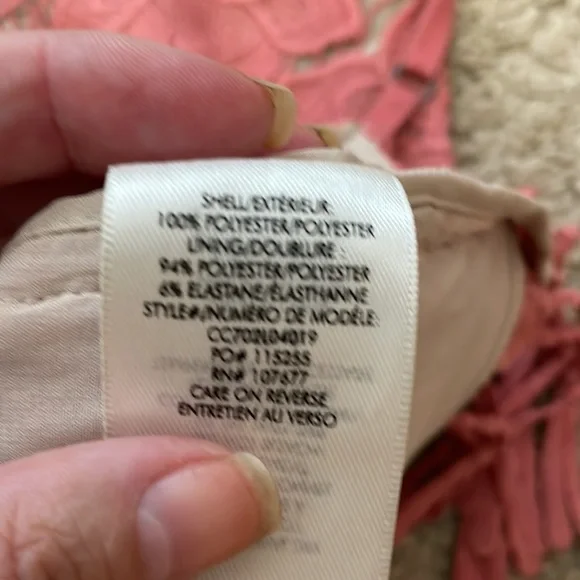 SHELL/EXTÉRIEUR:
100% POLYESTER/POLYESTER
LINING/DOUBLURE :
94% POLYESTER/POLYESTER
6% ELASTANE/ÉLASTHANNE
STYLE#/NUMÉRO DE MODÈLE:
CC702L04019
PO# 115255
RN# 107677
CARE ON REVERSE
ENTRETIEN AU VERSO